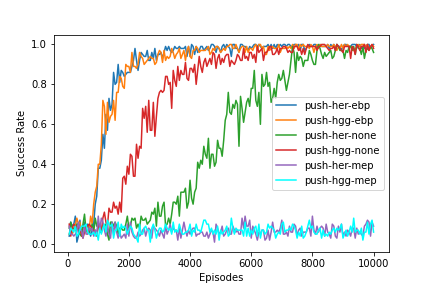 1.0
0.8
0.6
0.4
0.2
0.0
Success Rate
push-her-ebp
push-hgg-ebp
push-her-none
push-hgg-none
push-her-mep
push-hgg-mep
0 2000 4000 6000 8000 10000
Episodes